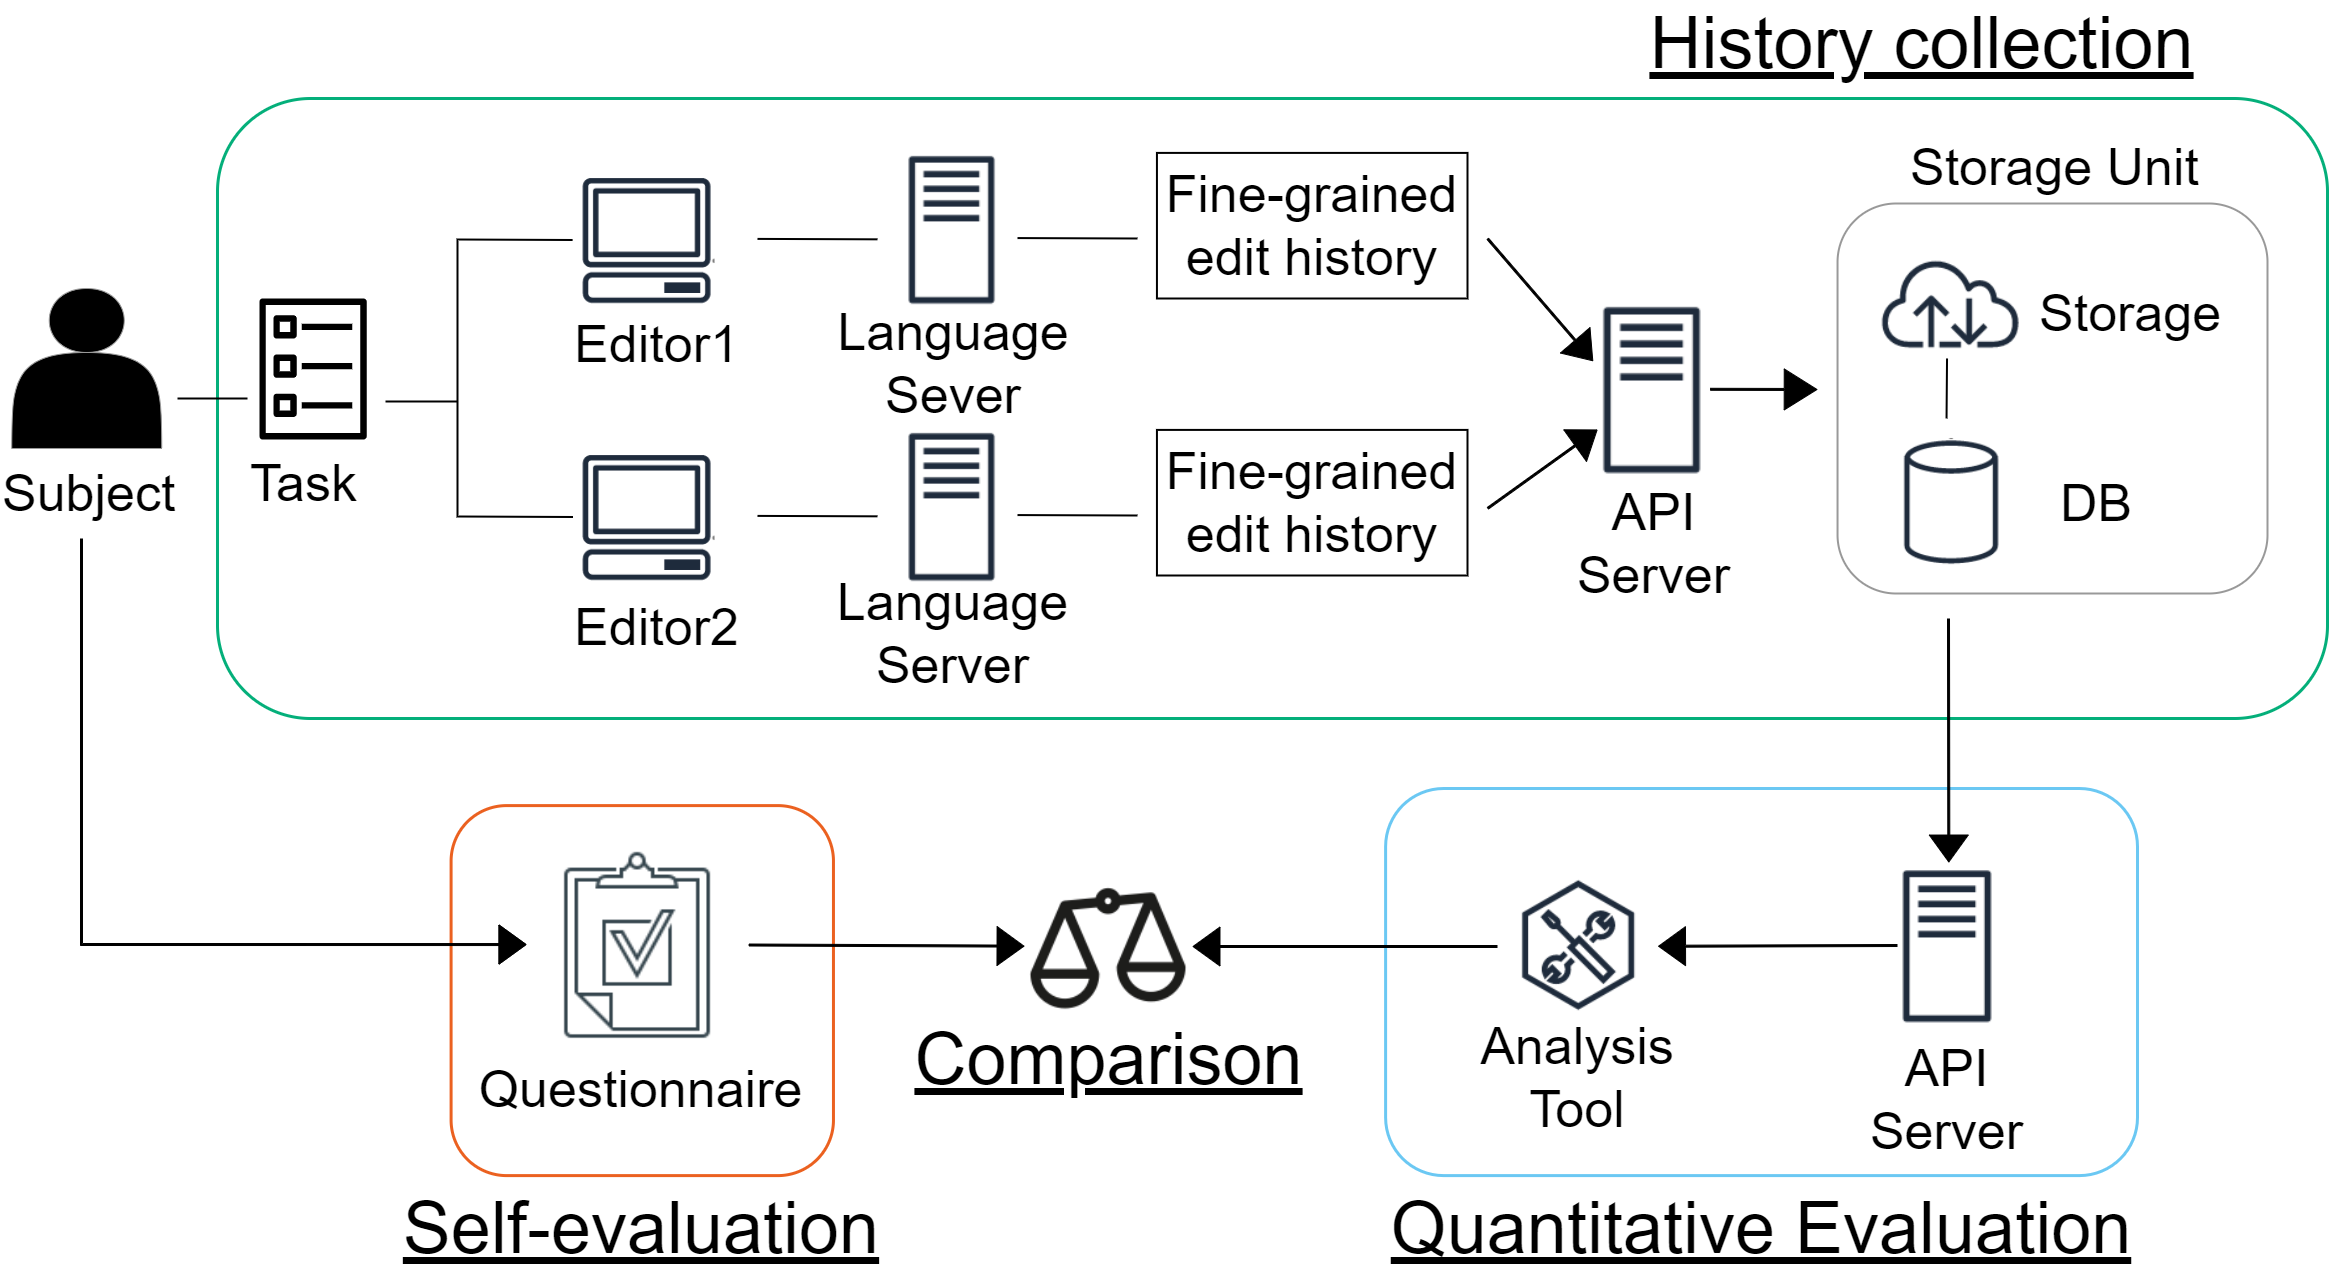 History collection
Storage Unit
Fine-grained
edit history
Storage
Editor1
Language
Sever
Subject
Task
Fine-grained
edit history
API
Server
DB
Editor2
Language
Server
Questionnaire
Comparison
Analysis
Tool
API
Server
Self-evaluation
Quantitative Evaluation